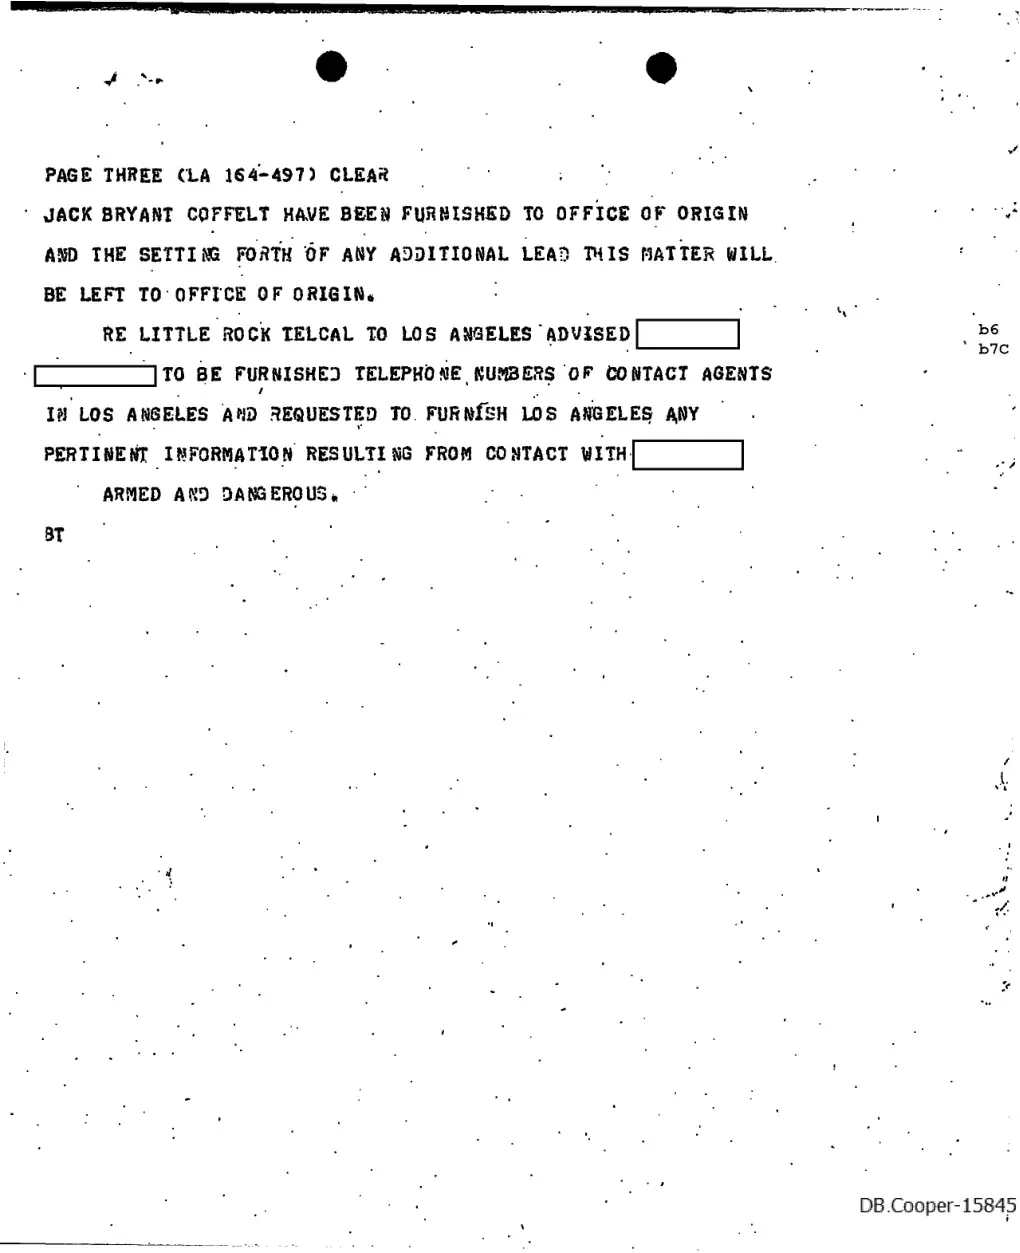 PAGE THREE (LA 164-497) CLEAR
JACK BRYANT COFFELT HAVE BEEN FURNISHED TO OFFICE OF ORIGIN
AND THE SETTING FORTH OF ANY ADDITIONAL LEAD THIS MATTER WILL
BE LEFT TO OFFICE OF ORIGIN.
RE LITTLE ROCK TELCAL TO LOS ANGELES ADVISED
b6
b7C
TO BE FURNISHED TELEPHONE NUMBERS OF CONTACT AGENTS
IN LOS ANGELES AND REQUESTED TO FURNISH LOS ANGELES ANY
PERTINENT INFORMATION RESULTING FROM CONTACT WITH
ARMED AND DANGEROUS.
BT
DB.Cooper-15845